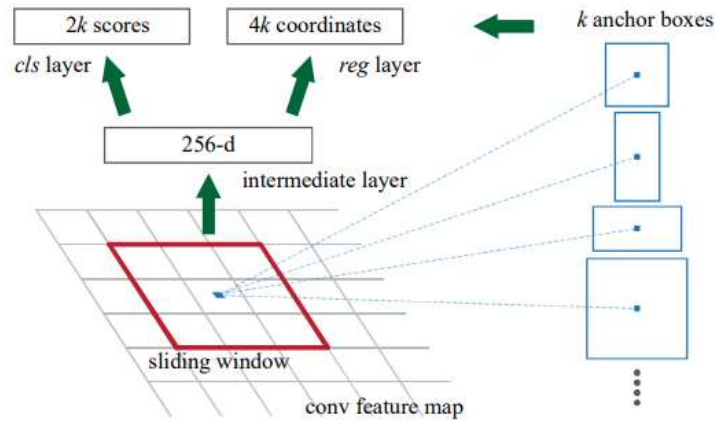 2k scores
4k coordinates
k anchor boxes
cls layer
reg layer
256-d
intermediate layer
sliding window
conv feature map